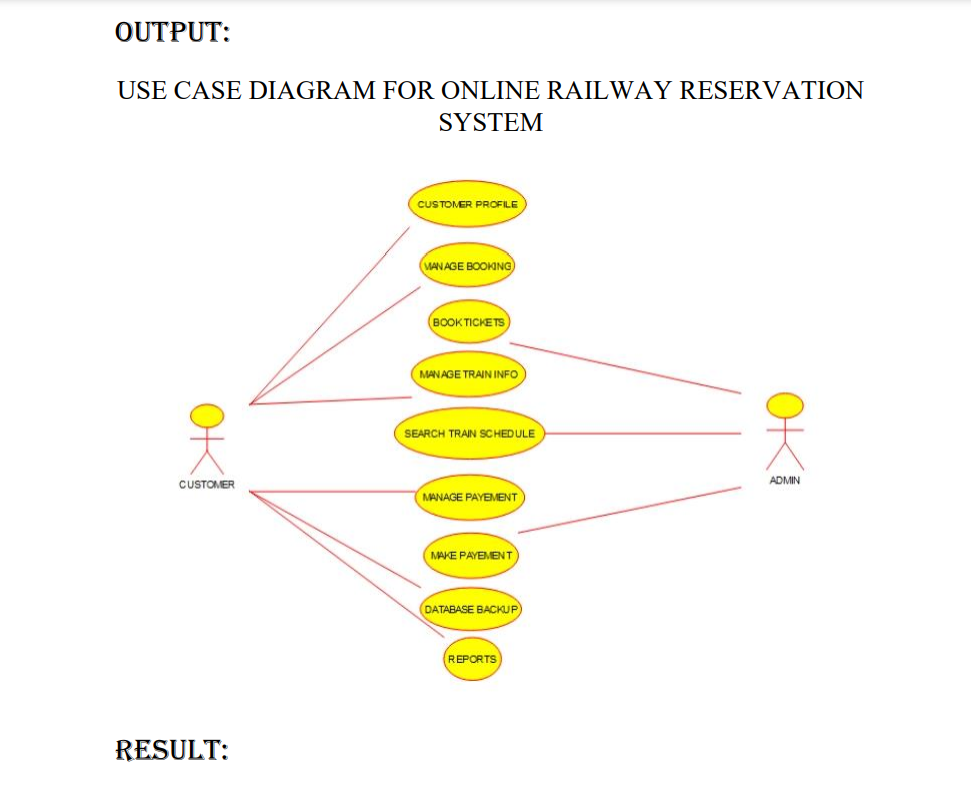 OUTPUT:
USE CASE DIAGRAM FOR ONLINE RAILWAY RESERVATION
SYSTEM
CUSTOMER PROFILE
MANAGE BOOKING
BOOK TICKETS
MANAGE TRAIN INFO
SEARCH TRAIN SCHEDULE
CUSTOMER
ADMIN
MANAGE PAYEMENT
MAKE PAYEMENT
DATABASE BACKUP
REPORTS
RESULT: